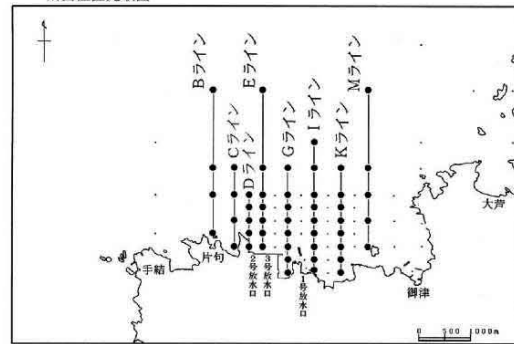 Bライン
Cライン
Dライン
Eライン
Gライン
Iライン
Kライン
Mライン
大芦
手結
片句
2号放水口
3号放水口
1号放水口
御津
0 500 1000m